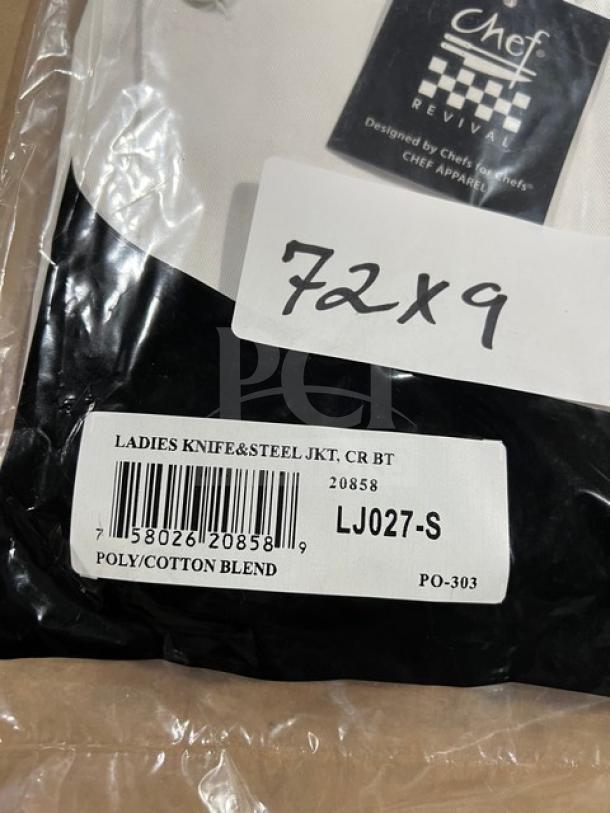 chef®
REVIVAL
Designed by Chefs for Chefs®
CHEF APPAREL
72x9
PCI
LADIES KNIFE&STEEL JKT, CR BT
20858
LJ027-S
7 58026 20858 9
POLY/COTTON BLEND
PO-303